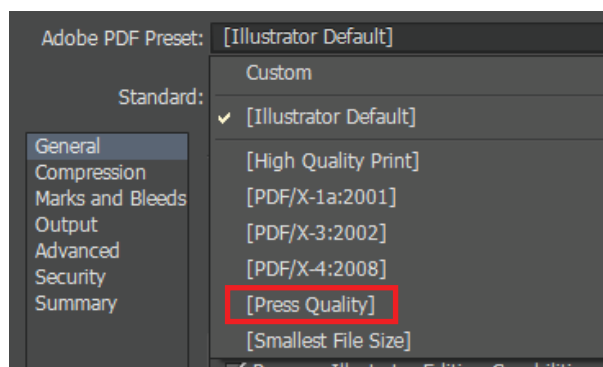 Adobe PDF Preset: [Illustrator Default]
Custom
Standard:
[Illustrator Default]
General
[High Quality Print]
Compression
Marks and Bleeds
[PDF/X-1a:2001]
Output
[PDF/X-3:2002]
Advanced
[PDF/X-4:2008]
Security
Summary
[Press Quality]
[Smallest File Size]